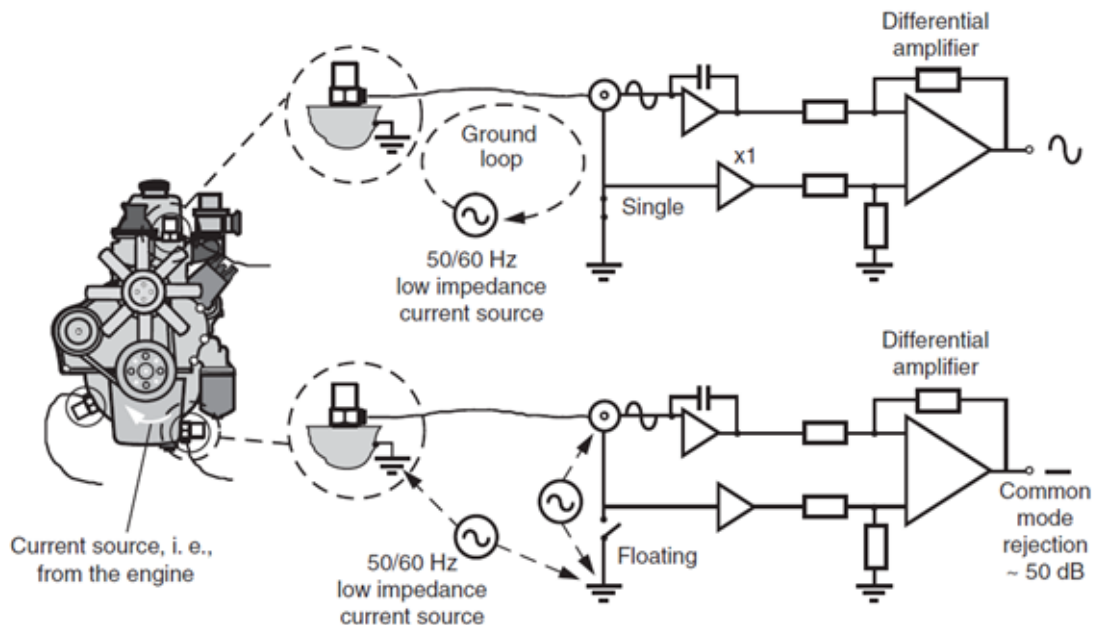 Differential
amplifier
Ground
loop
x1
Single
50/60 Hz
low impedance
current source
Differential
amplifier
Common
mode
rejection
~ 50 dB
Floating
50/60 Hz
low impedance
current source
Current source, i. e.,
from the engine